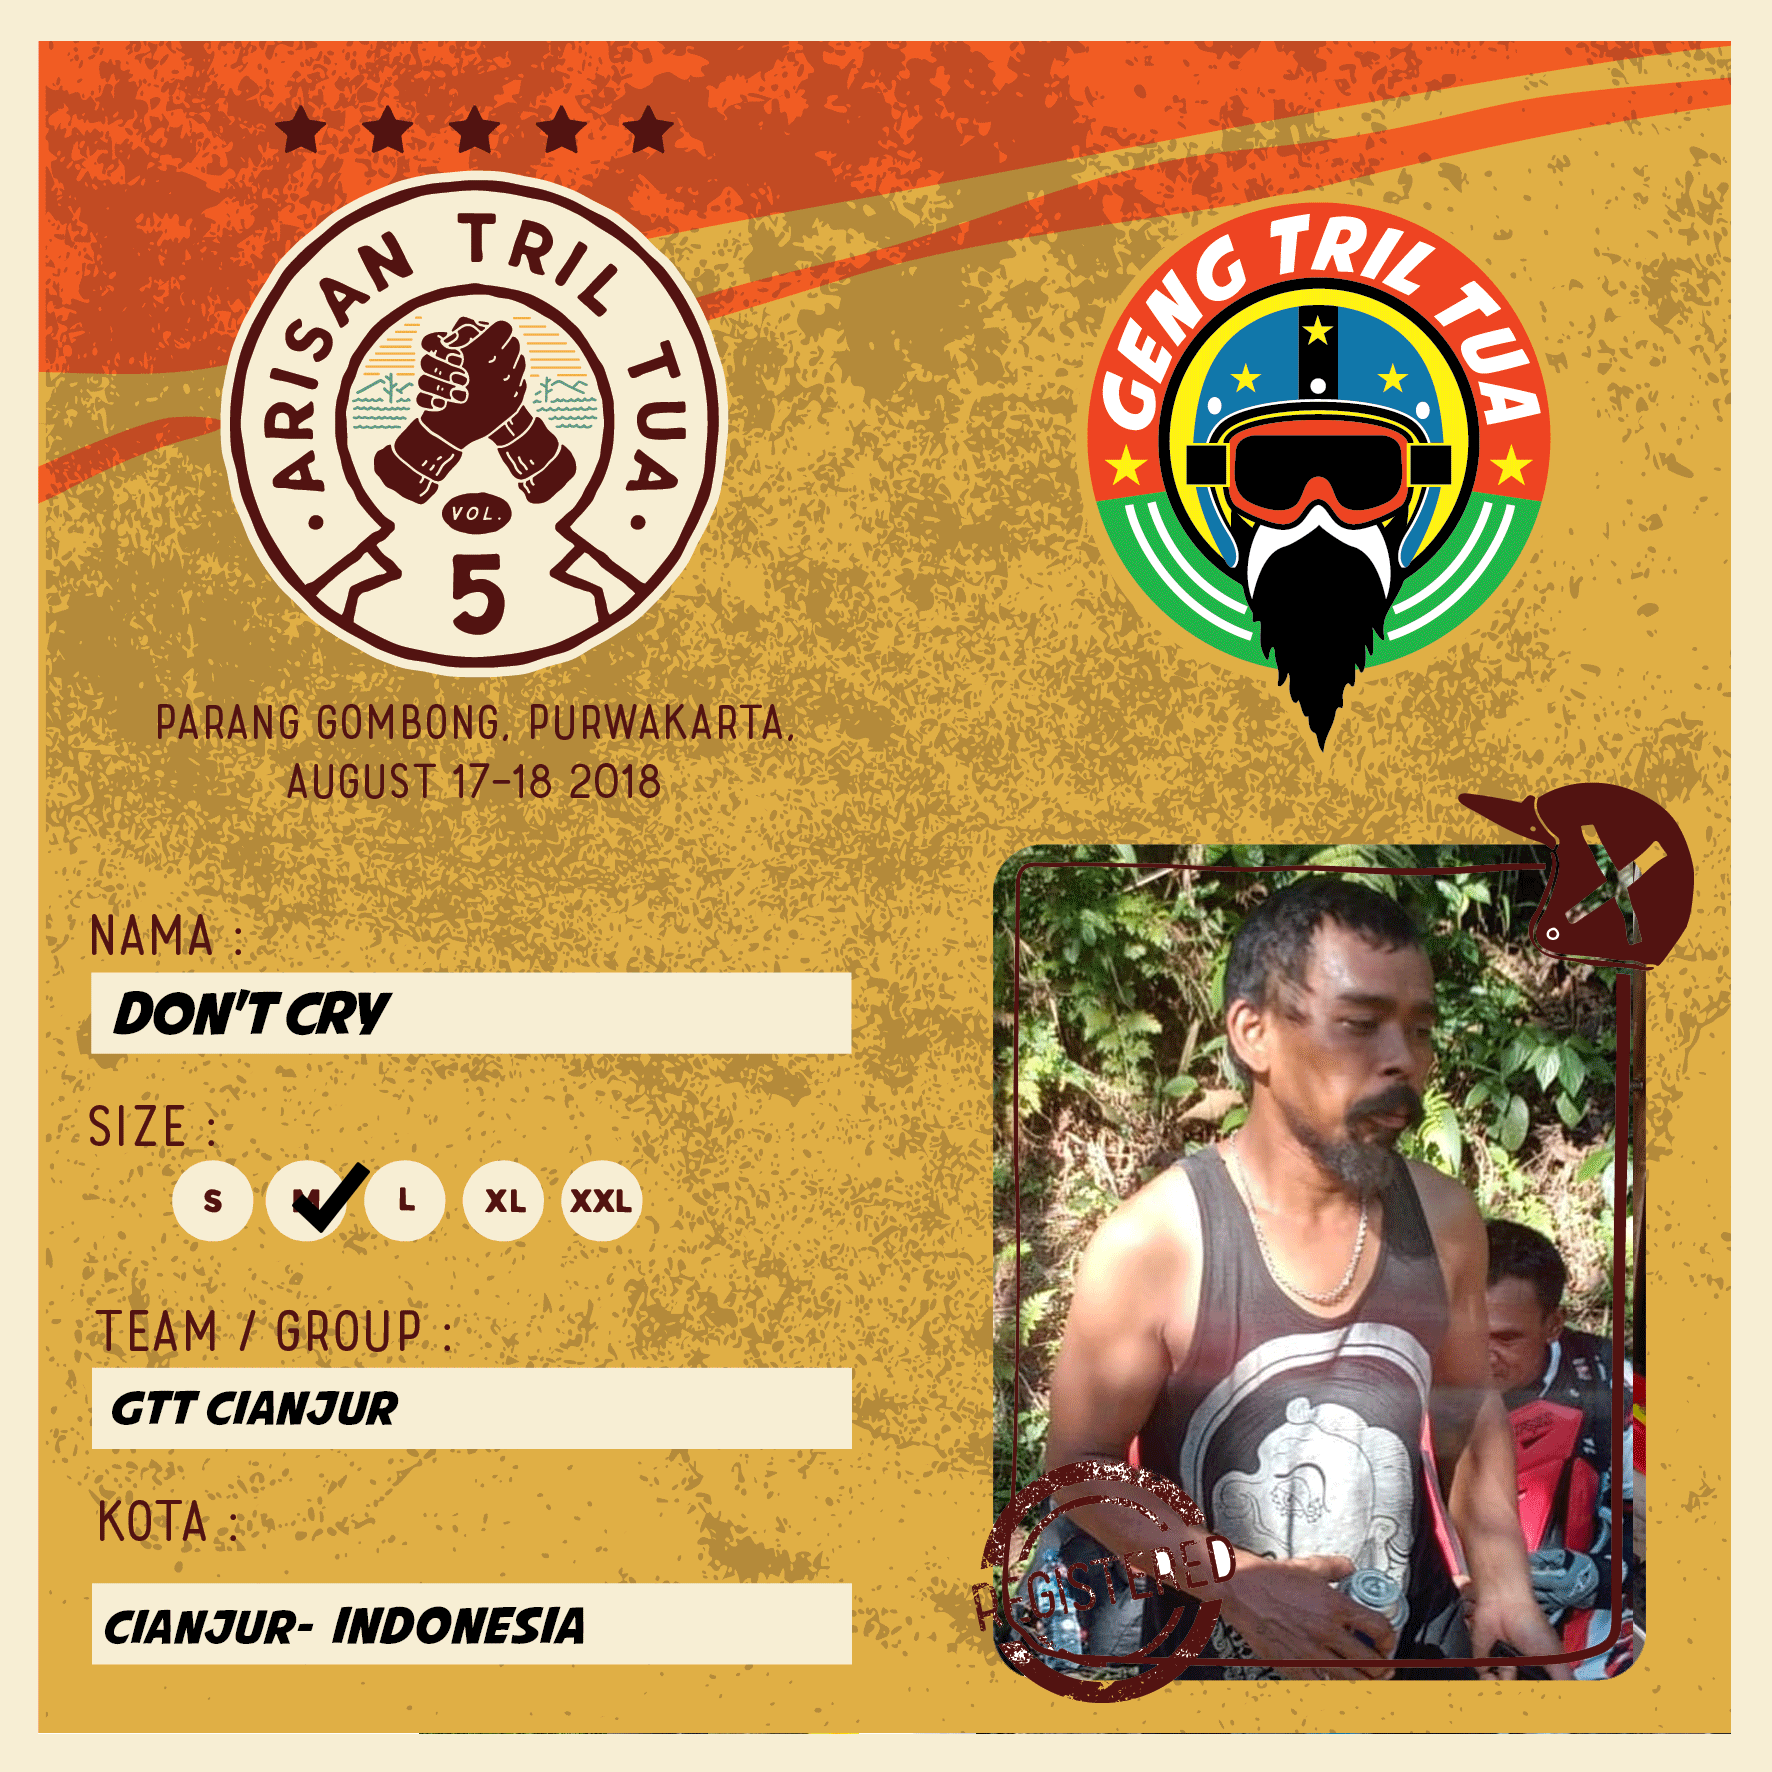 ARISAN TRIL TUA
VOL.
5
PARANG GOMBONG, PURWAKARTA,
AUGUST 17-18 2018
GENG TRIL TUA
NAMA :
DON'T CRY
SIZE :
S M L XL XXL
TEAM / GROUP :
GTT CIANJUR
KOTA :
CIANJUR- INDONESIA
REGISTERED